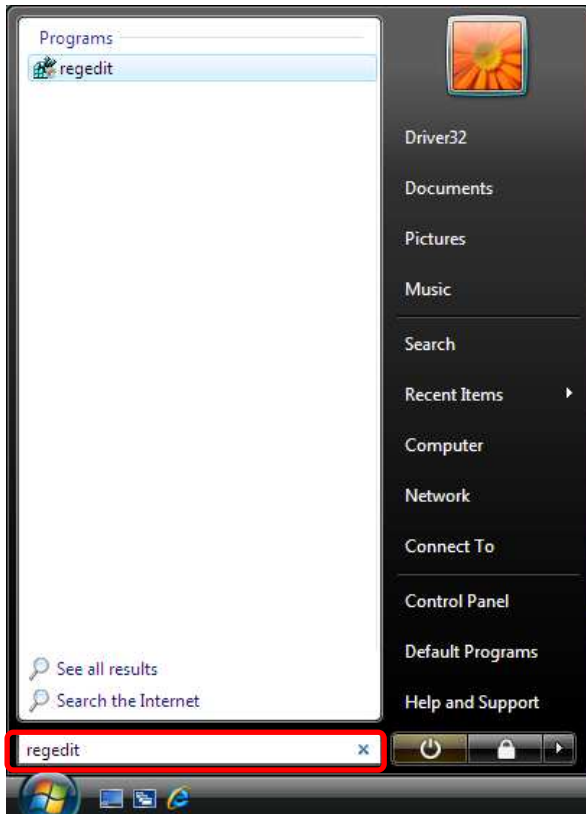 Programs
regedit
See all results
Search the Internet
regedit
Driver32
Documents
Pictures
Music
Search
Recent Items
Computer
Network
Connect To
Control Panel
Default Programs
Help and Support